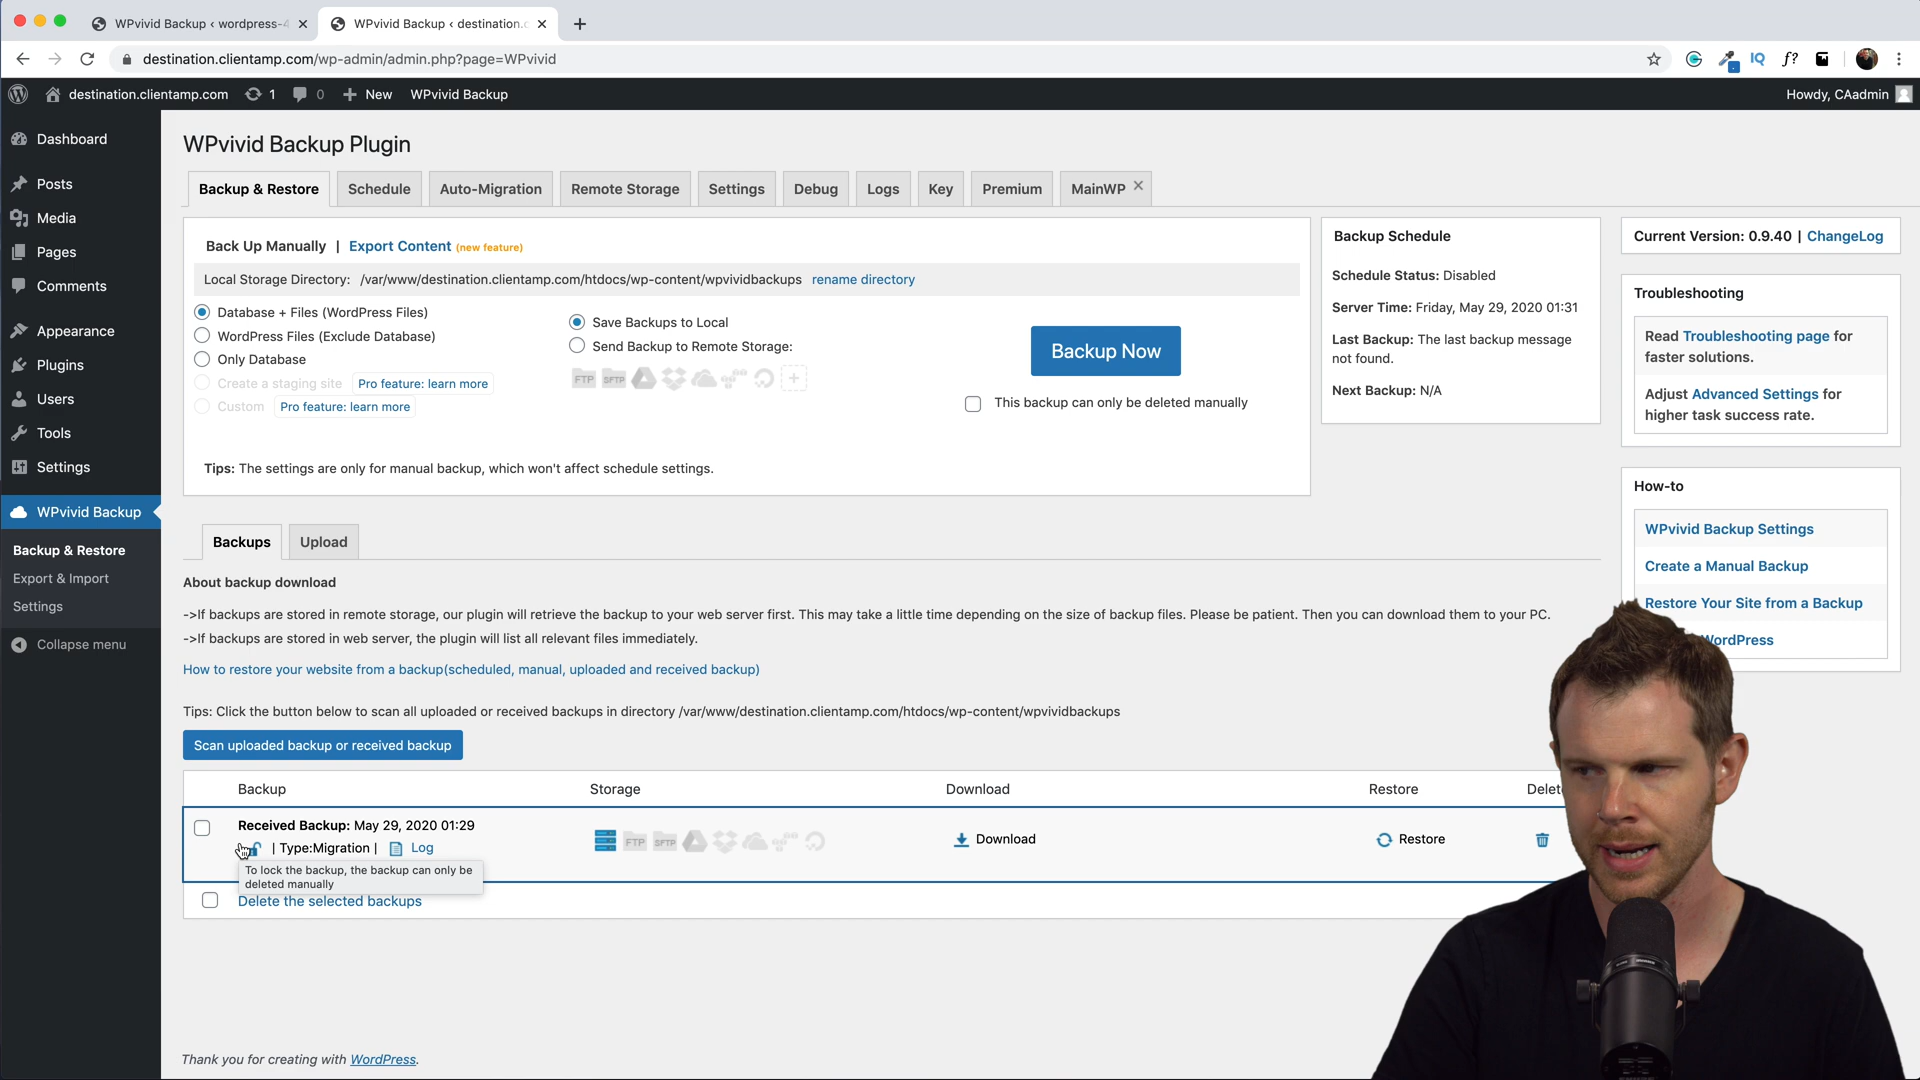 WPvivid Backup ‹ wordpress-4
WPvivid Backup ‹ destination.c
destination.clientamp.com/wp-admin/admin.php?page=WPvivid
IQ
f?
destination.clientamp.com
1
0
New
WPvivid Backup
Howdy, CAadmin
Dashboard
Posts
Media
Pages
Comments
Appearance
Plugins
Users
Tools
Settings
WPvivid Backup
Backup & Restore
Export & Import
Settings
Collapse menu
WPvivid Backup Plugin
Backup & Restore
Schedule
Auto-Migration
Remote Storage
Settings
Debug
Logs
Key
Premium
MainWP
Back Up Manually | Export Content (new feature)
Local Storage Directory: /var/www/destination.clientamp.com/htdocs/wp-content/wpvividbackups rename directory
Database + Files (WordPress Files)
WordPress Files (Exclude Database)
Only Database
Create a staging site Pro feature: learn more
Custom Pro feature: learn more
Save Backups to Local
Send Backup to Remote Storage:
FTP SFTP
Backup Now
This backup can only be deleted manually
Tips: The settings are only for manual backup, which won't affect schedule settings.
Backup Schedule
Schedule Status: Disabled
Server Time: Friday, May 29, 2020 01:31
Last Backup: The last backup message
not found.
Next Backup: N/A
Current Version: 0.9.40 | ChangeLog
Troubleshooting
Read Troubleshooting page for
faster solutions.
Adjust Advanced Settings for
higher task success rate.
How-to
WPvivid Backup Settings
Create a Manual Backup
Restore Your Site from a Backup
WordPress
Backups
Upload
About backup download
->If backups are stored in remote storage, our plugin will retrieve the backup to your web server first. This may take a little time depending on the size of backup files. Please be patient. Then you can download them to your PC.
->If backups are stored in web server, the plugin will list all relevant files immediately.
How to restore your website from a backup(scheduled, manual, uploaded and received backup)
Tips: Click the button below to scan all uploaded or received backups in directory /var/www/destination.clientamp.com/htdocs/wp-content/wpvividbackups
Scan uploaded backup or received backup
Backup
Storage
Download
Restore
Delet
Received Backup: May 29, 2020 01:29
| Type:Migration | Log
FTP SFTP
Download
Restore
To lock the backup, the backup can only be
deleted manually
Delete the selected backups
Thank you for creating with WordPress.